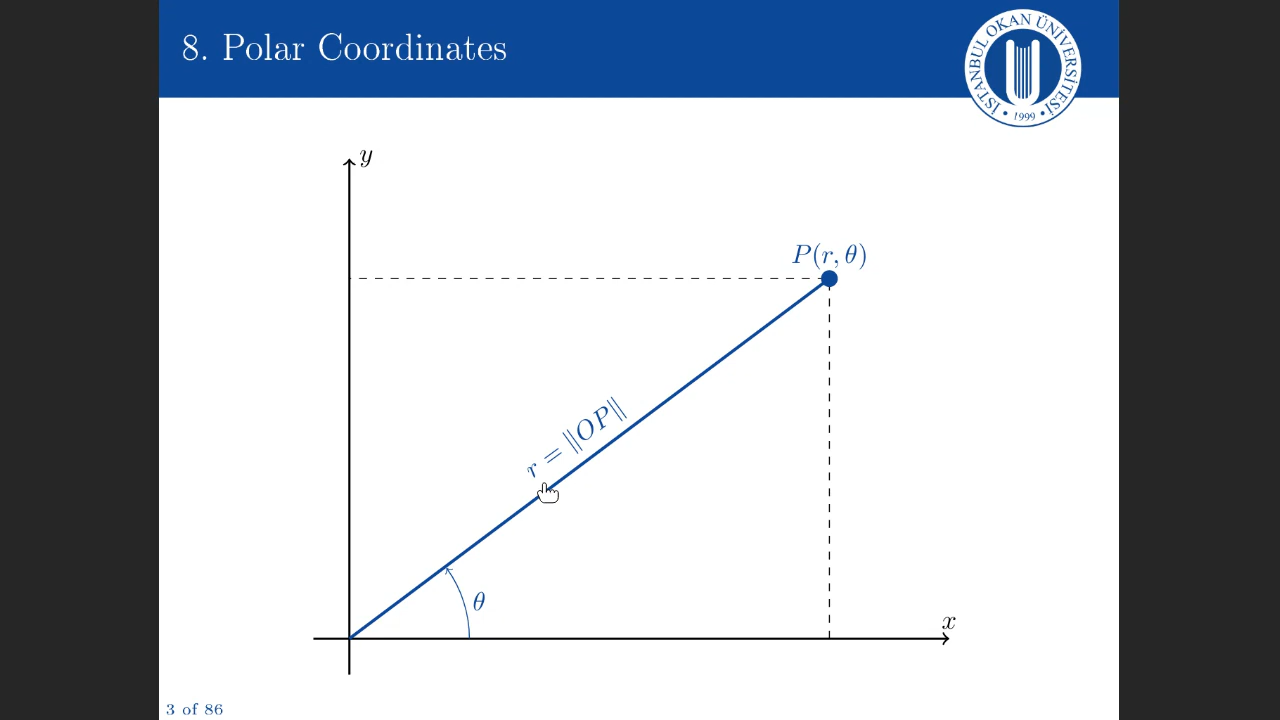 8. Polar Coordinates
İSTANBUL OKAN ÜNİVERSİTESİ
• 1999 •
y
P(r, θ)
r = ‖OP‖
θ
x
3 of 86